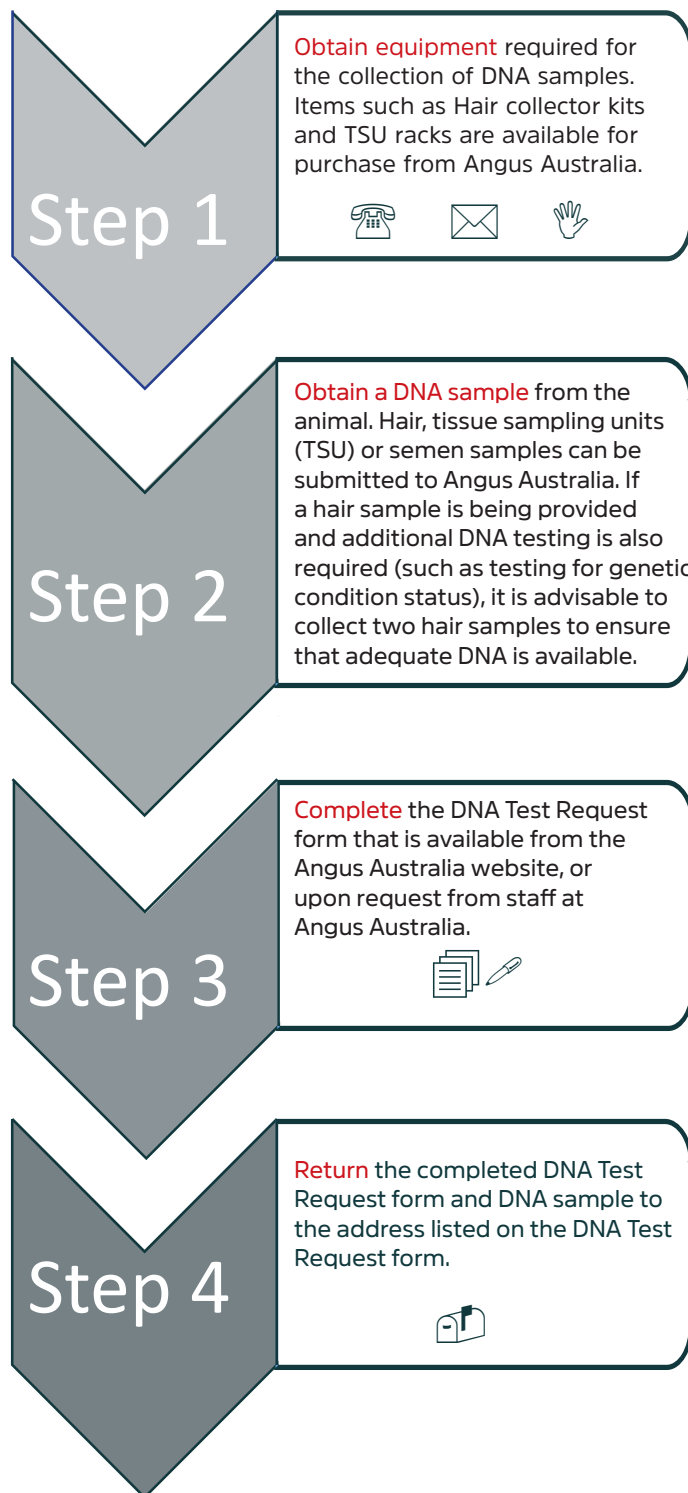 Step 1
Obtain equipment required for
the collection of DNA samples.
Items such as Hair collector kits
and TSU racks are available for
purchase from Angus Australia.
Step 2
Obtain a DNA sample from the
animal. Hair, tissue sampling units
(TSU) or semen samples can be
submitted to Angus Australia. If
a hair sample is being provided
and additional DNA testing is also
required (such as testing for genetic
condition status), it is advisable to
collect two hair samples to ensure
that adequate DNA is available.
Step 3
Complete the DNA Test Request
form that is available from the
Angus Australia website, or
upon request from staff at
Angus Australia.
Step 4
Return the completed DNA Test
Request form and DNA sample to
the address listed on the DNA Test
Request form.